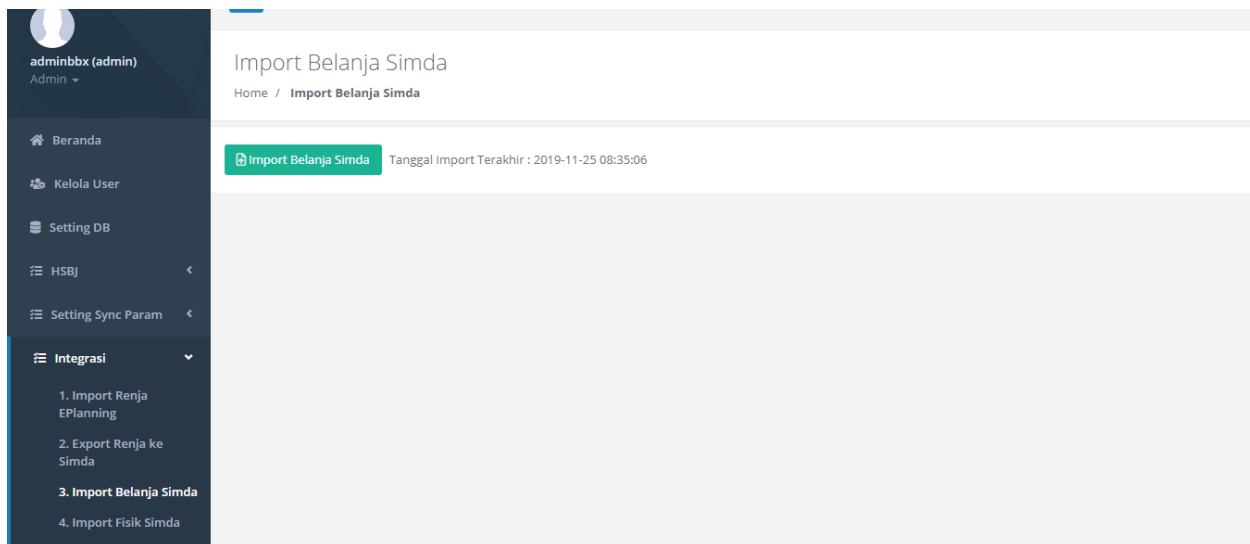 adminbbx (admin)
Admin
Beranda
Kelola User
Setting DB
HSBJ
Setting Sync Param
Integrasi
1. Import Renja
EPlanning
2. Export Renja ke
Simda
3. Import Belanja Simda
4. Import Fisik Simda
Import Belanja Simda
Home / Import Belanja Simda
Import Belanja Simda Tanggal Import Terakhir : 2019-11-25 08:35:06